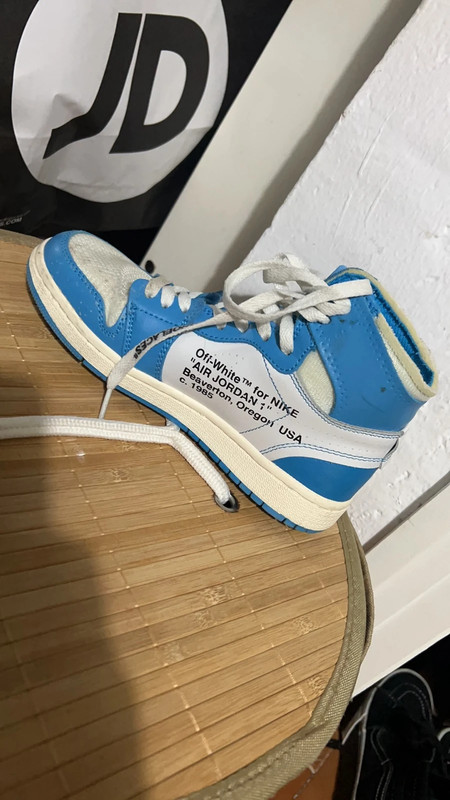 JD
Off-White™ for NIKE
"AIR JORDAN 1"
Beaverton, Oregon USA
c. 1985